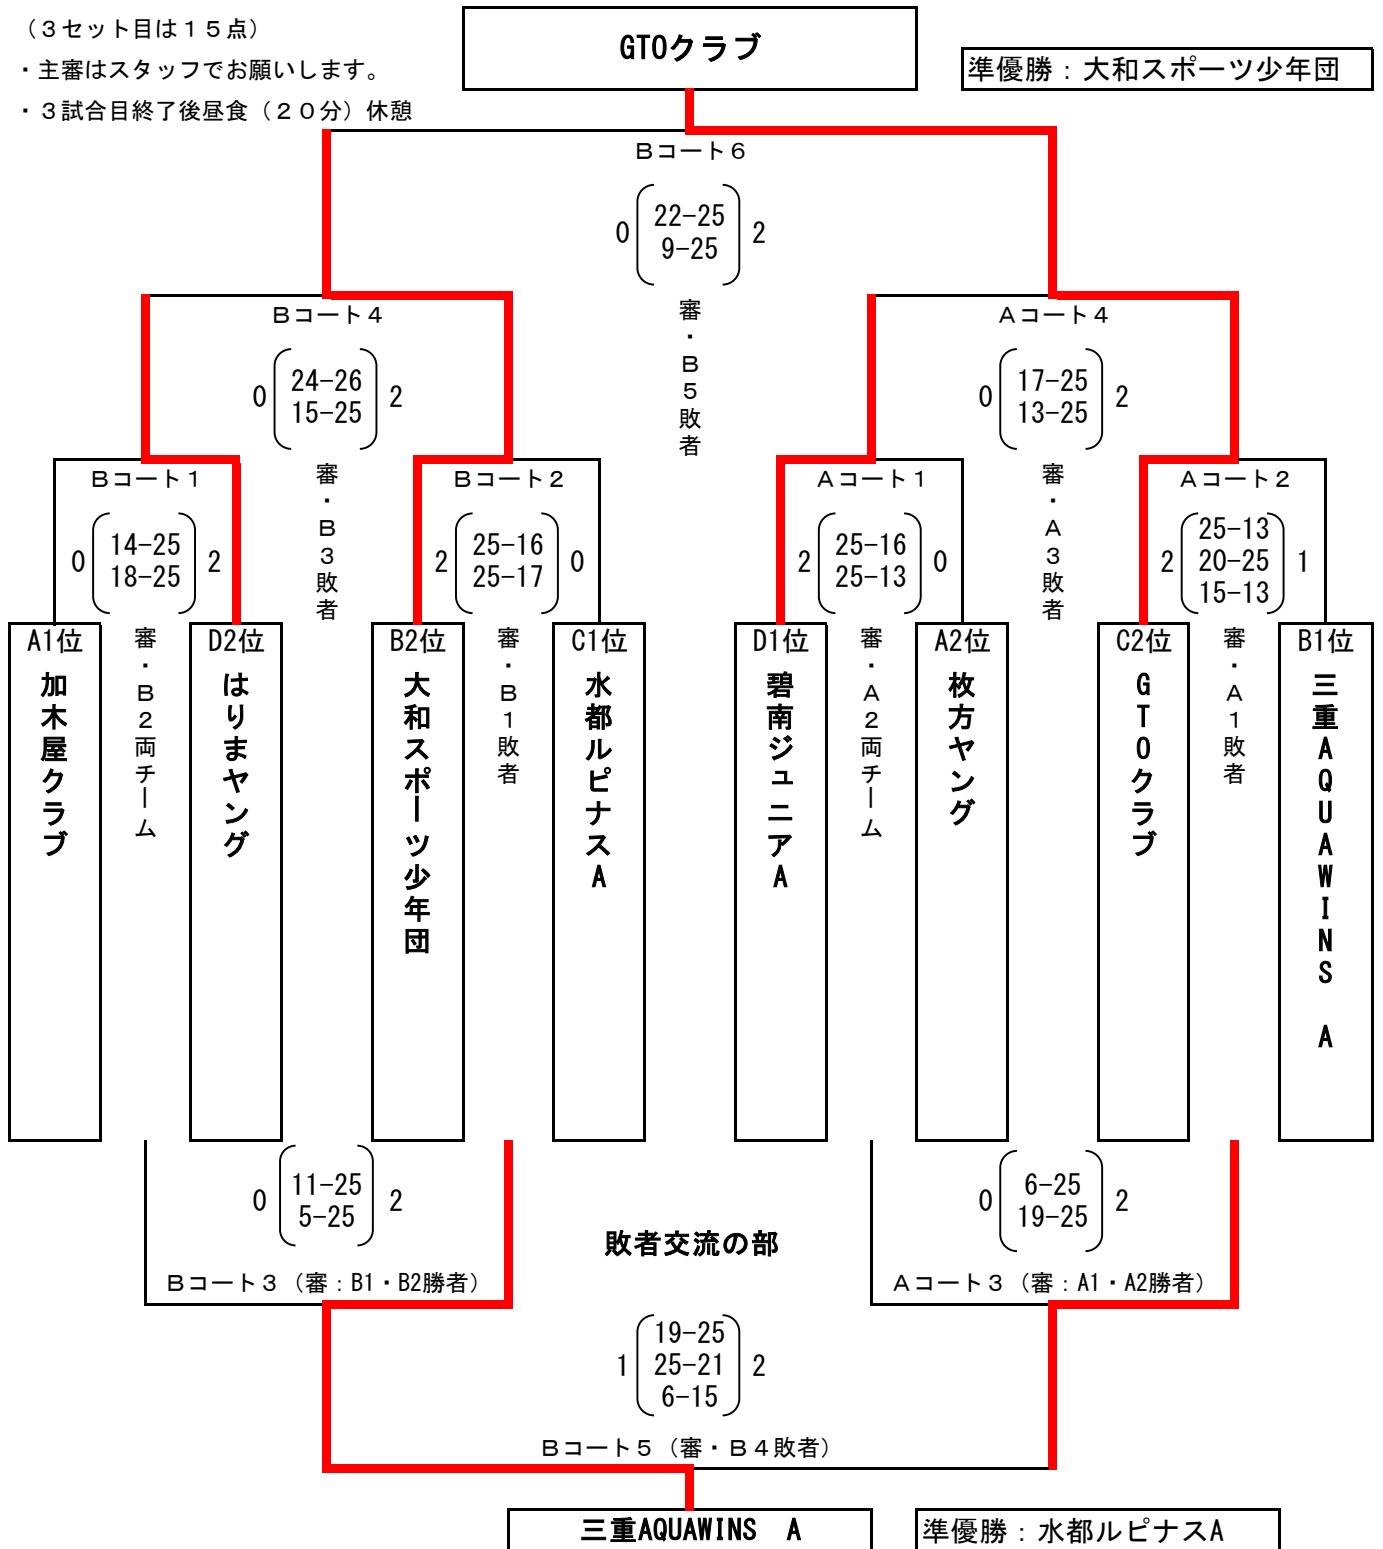 （３セット目は１５点）
・主審はスタッフでお願いします。
・３試合目終了後昼食（２０分）休憩
GTOクラブ
準優勝：大和スポーツ少年団
Ｂコート６
0 22-25 2
9-25
審・Ｂ５敗者
Ｂコート４
0 24-26 2
15-25
審・Ｂ３敗者
Ａコート４
0 17-25 2
13-25
審・Ａ３敗者
Ｂコート１
0 14-25 2
18-25
審・Ｂ２両チーム
Ｂコート２
2 25-16 0
25-17
審・Ｂ１敗者
Ａコート１
2 25-16 0
25-13
審・Ａ２両チーム
Ａコート２
2 25-13 1
20-25
15-13
審・Ａ１敗者
A1位
加木屋クラブ
D2位
はりまヤング
B2位
大和スポーツ少年団
C1位
水都ルピナスA
D1位
碧南ジュニアA
A2位
枚方ヤング
C2位
GTOクラブ
B1位
三重AQUAWINS　A
0 11-25 2
5-25
Ｂコート３（審：B1・B2勝者）
0 6-25 2
19-25
Ａコート３（審：A1・A2勝者）
敗者交流の部
1 19-25 2
25-21
6-15
Ｂコート５（審・Ｂ４敗者）
三重AQUAWINS　A
準優勝：水都ルピナスA